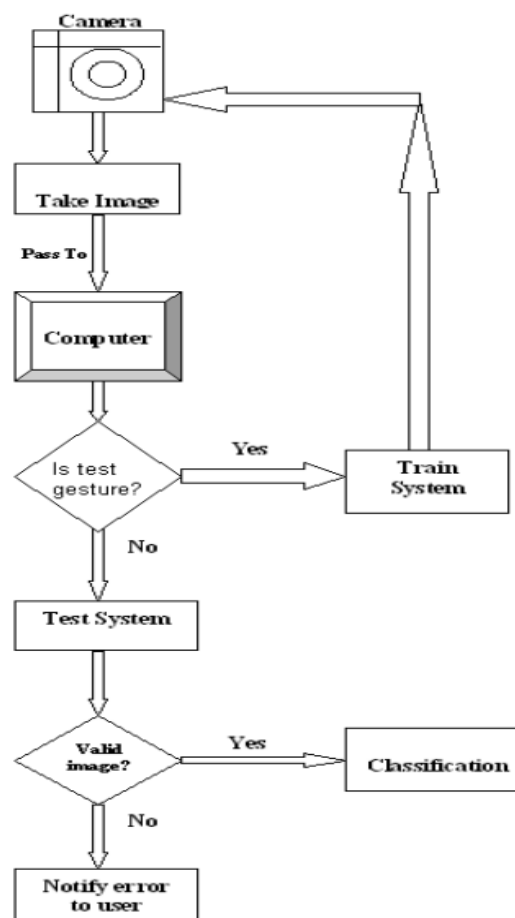 Camera
Take Image
Pass To
Computer
Is test
gesture?
Yes
Train
System
No
Test System
Valid
image?
Yes
Classification
No
Notify error
to user